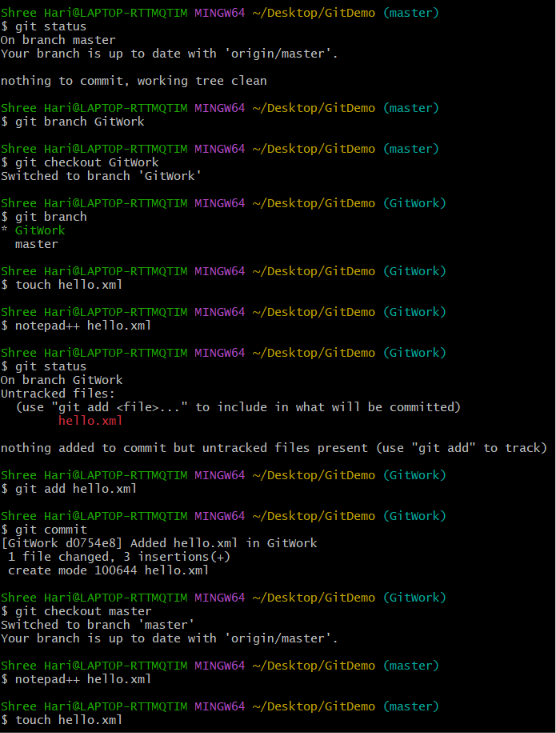 Shree Hari@LAPTOP-RTTMQTIM MINGW64 ~/Desktop/GitDemo (master)
$ git status
On branch master
Your branch is up to date with 'origin/master'.
nothing to commit, working tree clean
Shree Hari@LAPTOP-RTTMQTIM MINGW64 ~/Desktop/GitDemo (master)
$ git branch GitWork
Shree Hari@LAPTOP-RTTMQTIM MINGW64 ~/Desktop/GitDemo (master)
$ git checkout GitWork
Switched to branch 'GitWork'
Shree Hari@LAPTOP-RTTMQTIM MINGW64 ~/Desktop/GitDemo (GitWork)
$ git branch
* GitWork
master
Shree Hari@LAPTOP-RTTMQTIM MINGW64 ~/Desktop/GitDemo (GitWork)
$ touch hello.xml
Shree Hari@LAPTOP-RTTMQTIM MINGW64 ~/Desktop/GitDemo (GitWork)
$ notepad++ hello.xml
Shree Hari@LAPTOP-RTTMQTIM MINGW64 ~/Desktop/GitDemo (GitWork)
$ git status
On branch GitWork
Untracked files:
(use "git add <file>..." to include in what will be committed)
hello.xml
nothing added to commit but untracked files present (use "git add" to track)
Shree Hari@LAPTOP-RTTMQTIM MINGW64 ~/Desktop/GitDemo (GitWork)
$ git add hello.xml
Shree Hari@LAPTOP-RTTMQTIM MINGW64 ~/Desktop/GitDemo (GitWork)
$ git commit
[GitWork d0754e8] Added hello.xml in GitWork
1 file changed, 3 insertions(+)
create mode 100644 hello.xml
Shree Hari@LAPTOP-RTTMQTIM MINGW64 ~/Desktop/GitDemo (GitWork)
$ git checkout master
Switched to branch 'master'
Your branch is up to date with 'origin/master'.
Shree Hari@LAPTOP-RTTMQTIM MINGW64 ~/Desktop/GitDemo (master)
$ notepad++ hello.xml
Shree Hari@LAPTOP-RTTMQTIM MINGW64 ~/Desktop/GitDemo (master)
$ touch hello.xml